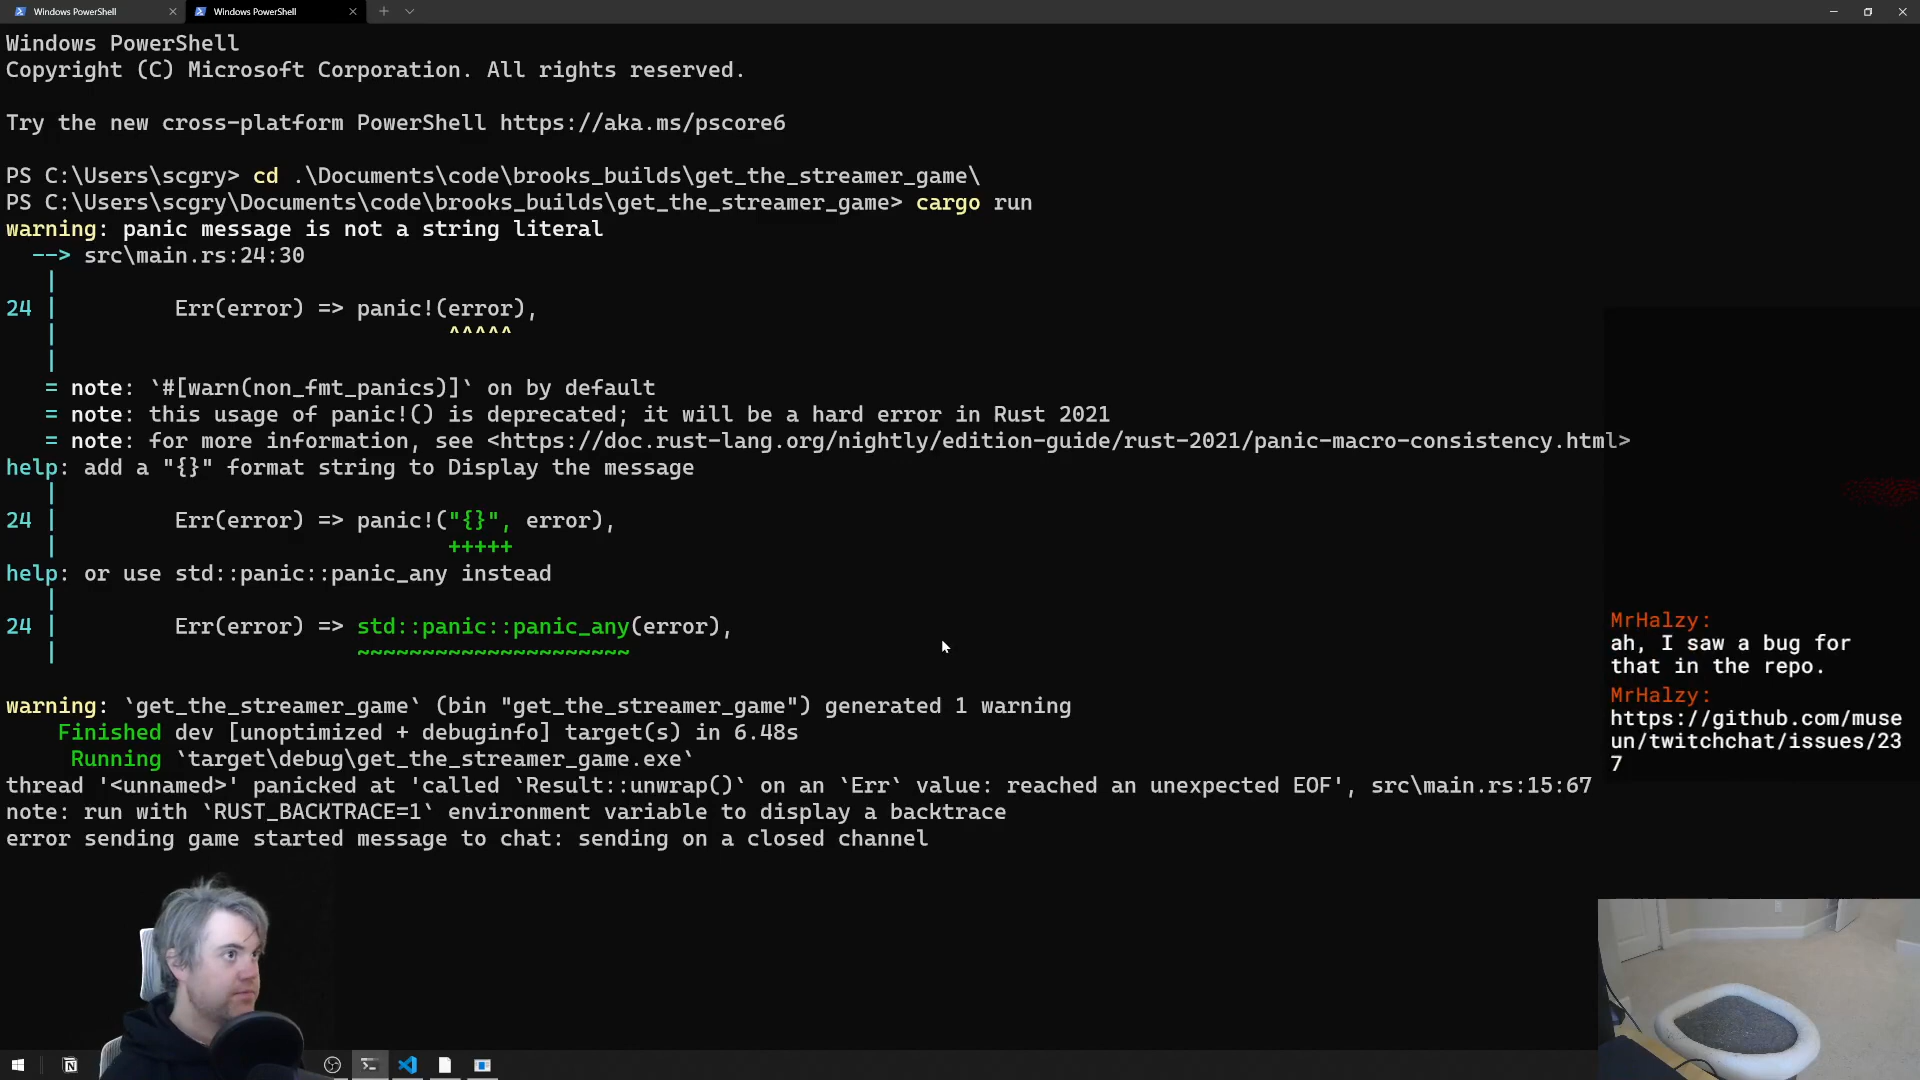 Windows PowerShell
Windows PowerShell
Windows PowerShell
Copyright (C) Microsoft Corporation. All rights reserved.
Try the new cross-platform PowerShell https://aka.ms/pscore6
PS C:\Users\scgry> cd .\Documents\code\brooks_builds\get_the_streamer_game\
PS C:\Users\scgry\Documents\code\brooks_builds\get_the_streamer_game> cargo run
warning: panic message is not a string literal
  --> src\main.rs:24:30
   |
24 |         Err(error) => panic!(error),
   |                              ^^^^^
   |
   = note: `#[warn(non_fmt_panics)]` on by default
   = note: this usage of panic!() is deprecated; it will be a hard error in Rust 2021
   = note: for more information, see <https://doc.rust-lang.org/nightly/edition-guide/rust-2021/panic-macro-consistency.html>
help: add a "{}" format string to Display the message
   |
24 |         Err(error) => panic!("{}", error),
   |                              +++++
help: or use std::panic::panic_any instead
   |
24 |         Err(error) => std::panic::panic_any(error),
   |                       ~~~~~~~~~~~~~~~~~~~~~
warning: `get_the_streamer_game` (bin "get_the_streamer_game") generated 1 warning
    Finished dev [unoptimized + debuginfo] target(s) in 6.48s
     Running `target\debug\get_the_streamer_game.exe`
thread '<unnamed>' panicked at 'called `Result::unwrap()` on an `Err` value: reached an unexpected EOF', src\main.rs:15:67
note: run with `RUST_BACKTRACE=1` environment variable to display a backtrace
error sending game started message to chat: sending on a closed channel
MrHalzy:
ah, I saw a bug for
that in the repo.
MrHalzy:
https://github.com/muse
un/twitchchat/issues/23
7